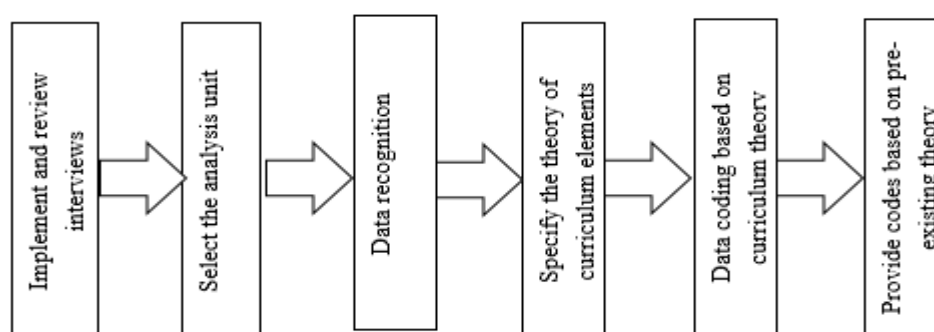 Implement and review
interviews
Select the analysis unit
Data recognition
Specify the theory of
curriculum elements
Data coding based on
curriculum theory
Provide codes based on pre-
existing theory